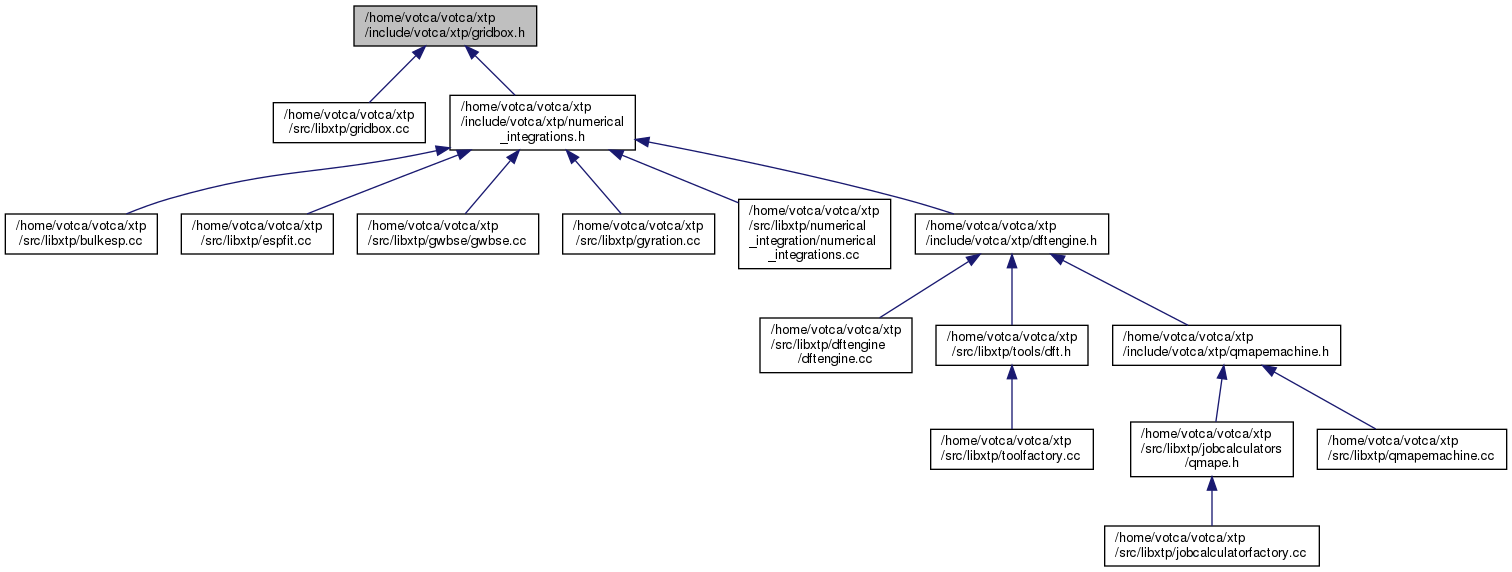 /home/votca/votca/xtp
/include/votca/xtp/gridbox.h
/home/votca/votca/xtp
/src/libxtp/gridbox.cc
/home/votca/votca/xtp
/include/votca/xtp/numerical
_integrations.h
/home/votca/votca/xtp
/src/libxtp/bulkesp.cc
/home/votca/votca/xtp
/src/libxtp/espfit.cc
/home/votca/votca/xtp
/src/libxtp/gwbse/gwbse.cc
/home/votca/votca/xtp
/src/libxtp/gyration.cc
/home/votca/votca/xtp
/src/libxtp/numerical
_integration/numerical
_integrations.cc
/home/votca/votca/xtp
/include/votca/xtp/dftengine.h
/home/votca/votca/xtp
/src/libxtp/dftengine
/dftengine.cc
/home/votca/votca/xtp
/src/libxtp/tools/dft.h
/home/votca/votca/xtp
/include/votca/xtp/qmapemachine.h
/home/votca/votca/xtp
/src/libxtp/toolfactory.cc
/home/votca/votca/xtp
/src/libxtp/jobcalculators
/qmape.h
/home/votca/votca/xtp
/src/libxtp/qmapemachine.cc
/home/votca/votca/xtp
/src/libxtp/jobcalculatorfactory.cc